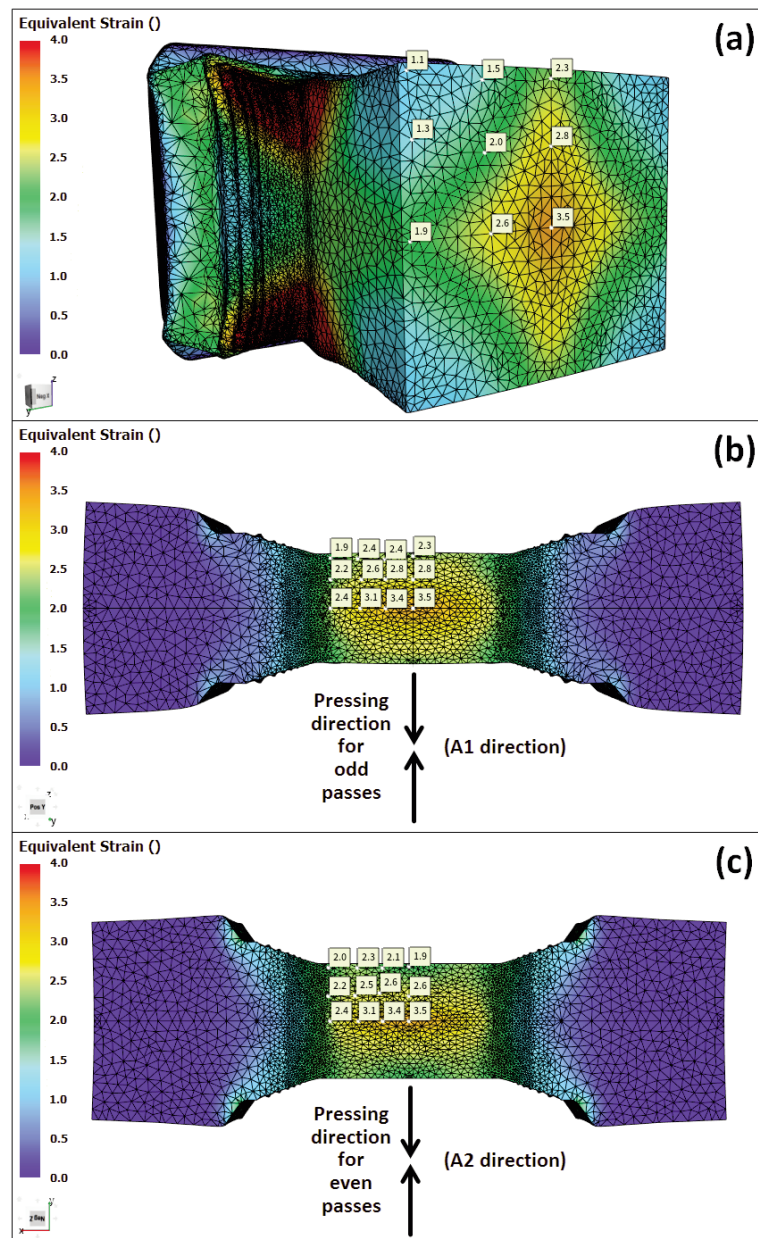 Equivalent Strain ()
(a)
4.0
3.5
3.0
2.5
2.0
1.5
1.0
0.5
0.0
1.1
1.5
2.3
1.3
2.0
2.8
1.9
2.6
3.5
z
y
Equivalent Strain ()
(b)
4.0
3.5
3.0
2.5
2.0
1.5
1.0
0.5
0.0
1.9 2.4 2.4 2.3
2.2 2.6 2.8 2.8
2.4 3.1 3.4 3.5
Pressing
direction
for
odd
passes
(A1 direction)
Pos Y
y
Equivalent Strain ()
(c)
4.0
3.5
3.0
2.5
2.0
1.5
1.0
0.5
0.0
2.0 2.3 2.1 1.9
2.2 2.5 2.6 2.6
2.4 3.1 3.4 3.5
Pressing
direction
for
even
passes
(A2 direction)
y
Neg Z
x